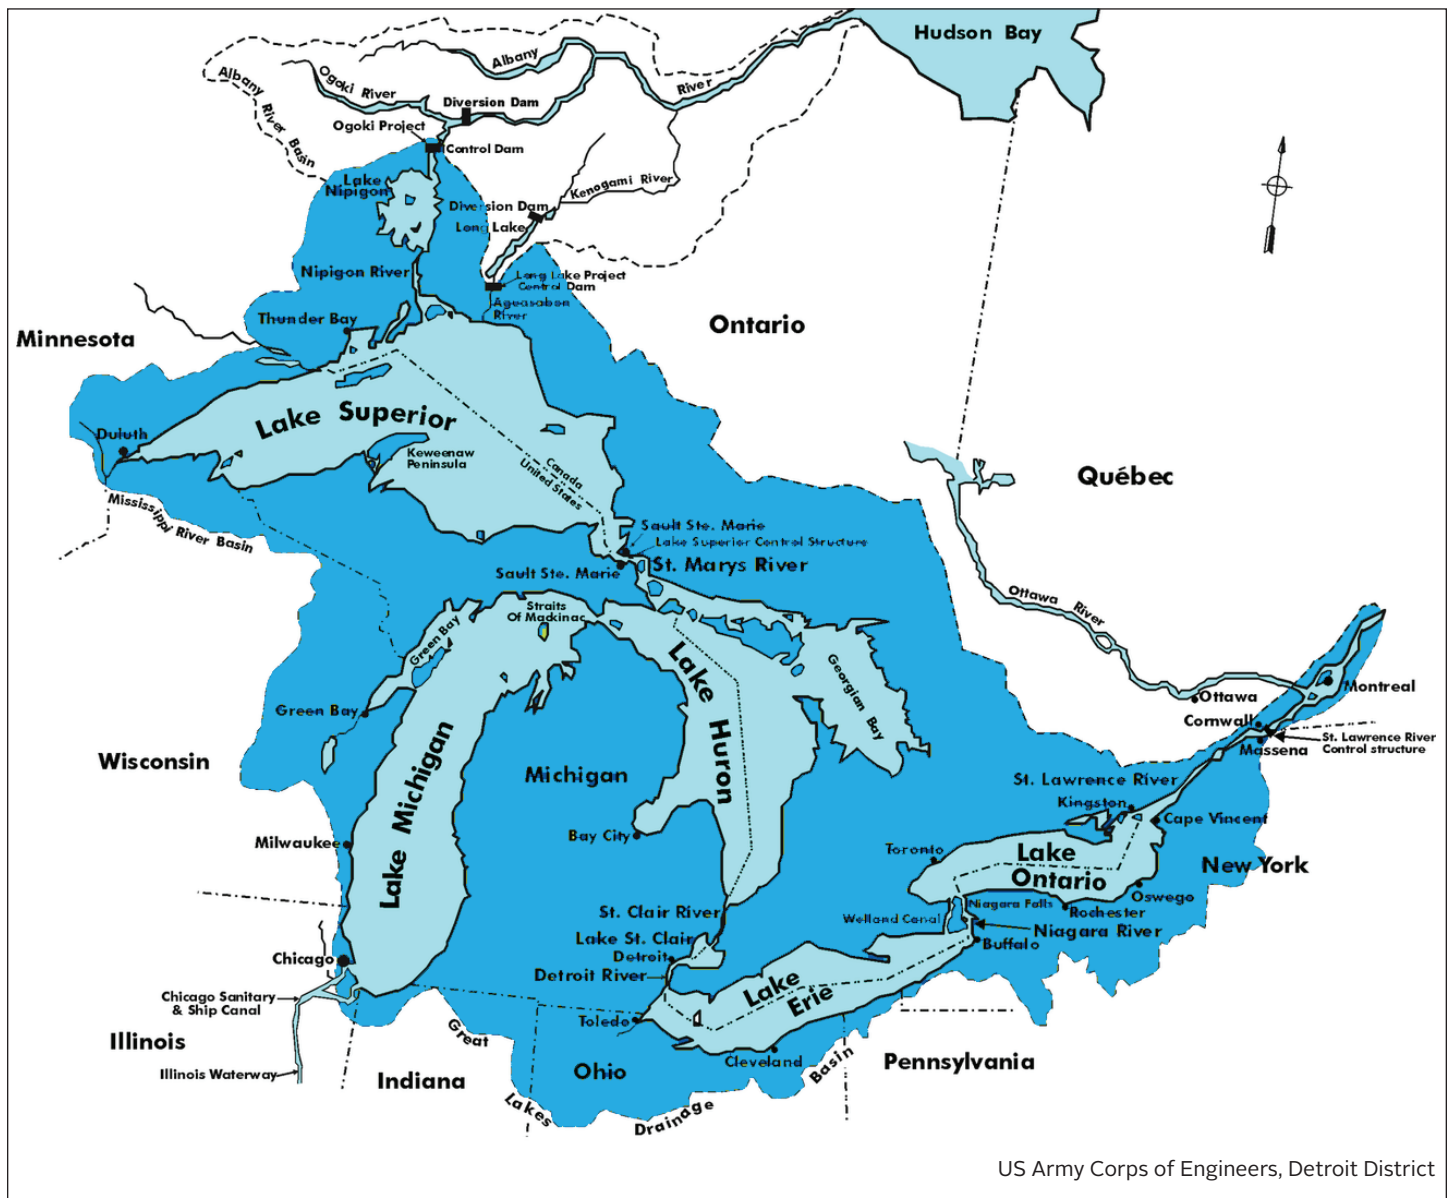 Hudson Bay
Albany
River
Ogoki River
Albany River Basin
Diversion Dam
Ogoki Project
Control Dam
Lake
Nipigon
Kenogami River
Diversion Dam
Long Lake
Nipigon River
Long Lake Project
Control Dam
Aguasabon
River
Thunder Bay
Minnesota
Ontario
Lake Superior
Duluth
Keweenaw
Peninsula
Canada
United States
Québec
Mississippi River Basin
Sault Ste. Marie
Lake Superior Control Structure
St. Marys River
Sault Ste. Marie
Straits
Of Mackinac
Green Bay
Ottawa River
Lake Huron
Georgian Bay
Green Bay
Ottawa
Montreal
Cornwall
St. Lawrence River
Control structure
Massena
Wisconsin
Lake Michigan
Michigan
St. Lawrence River
Kingston
Cape Vincent
Bay City
Milwaukee
Toronto
Lake
Ontario
New York
Oswego
Niagara Falls
Rochester
Welland Canal
Niagara River
Buffalo
St. Clair River
Lake St. Clair
Detroit
Detroit River
Chicago
Chicago Sanitary
& Ship Canal
Lake
Erie
Toledo
Illinois
Cleveland
Pennsylvania
Illinois Waterway
Indiana
Ohio
Great Lakes Drainage Basin
US Army Corps of Engineers, Detroit District